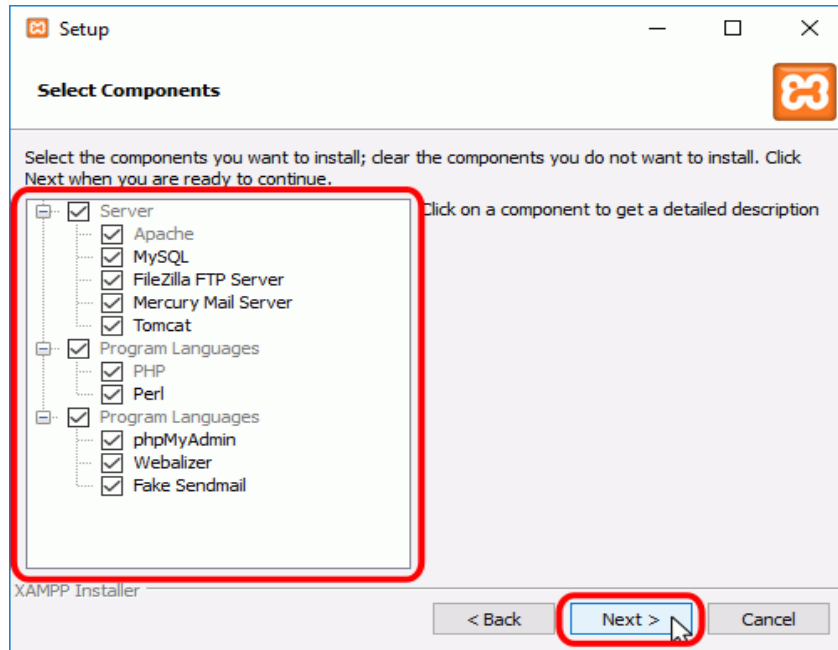 Setup
Select Components
Select the components you want to install; clear the components you do not want to install. Click
Next when you are ready to continue.
Server
Apache
MySQL
FileZilla FTP Server
Mercury Mail Server
Tomcat
Program Languages
PHP
Perl
Program Languages
phpMyAdmin
Webalizer
Fake Sendmail
Click on a component to get a detailed description
XAMPP Installer
< Back
Next >
Cancel